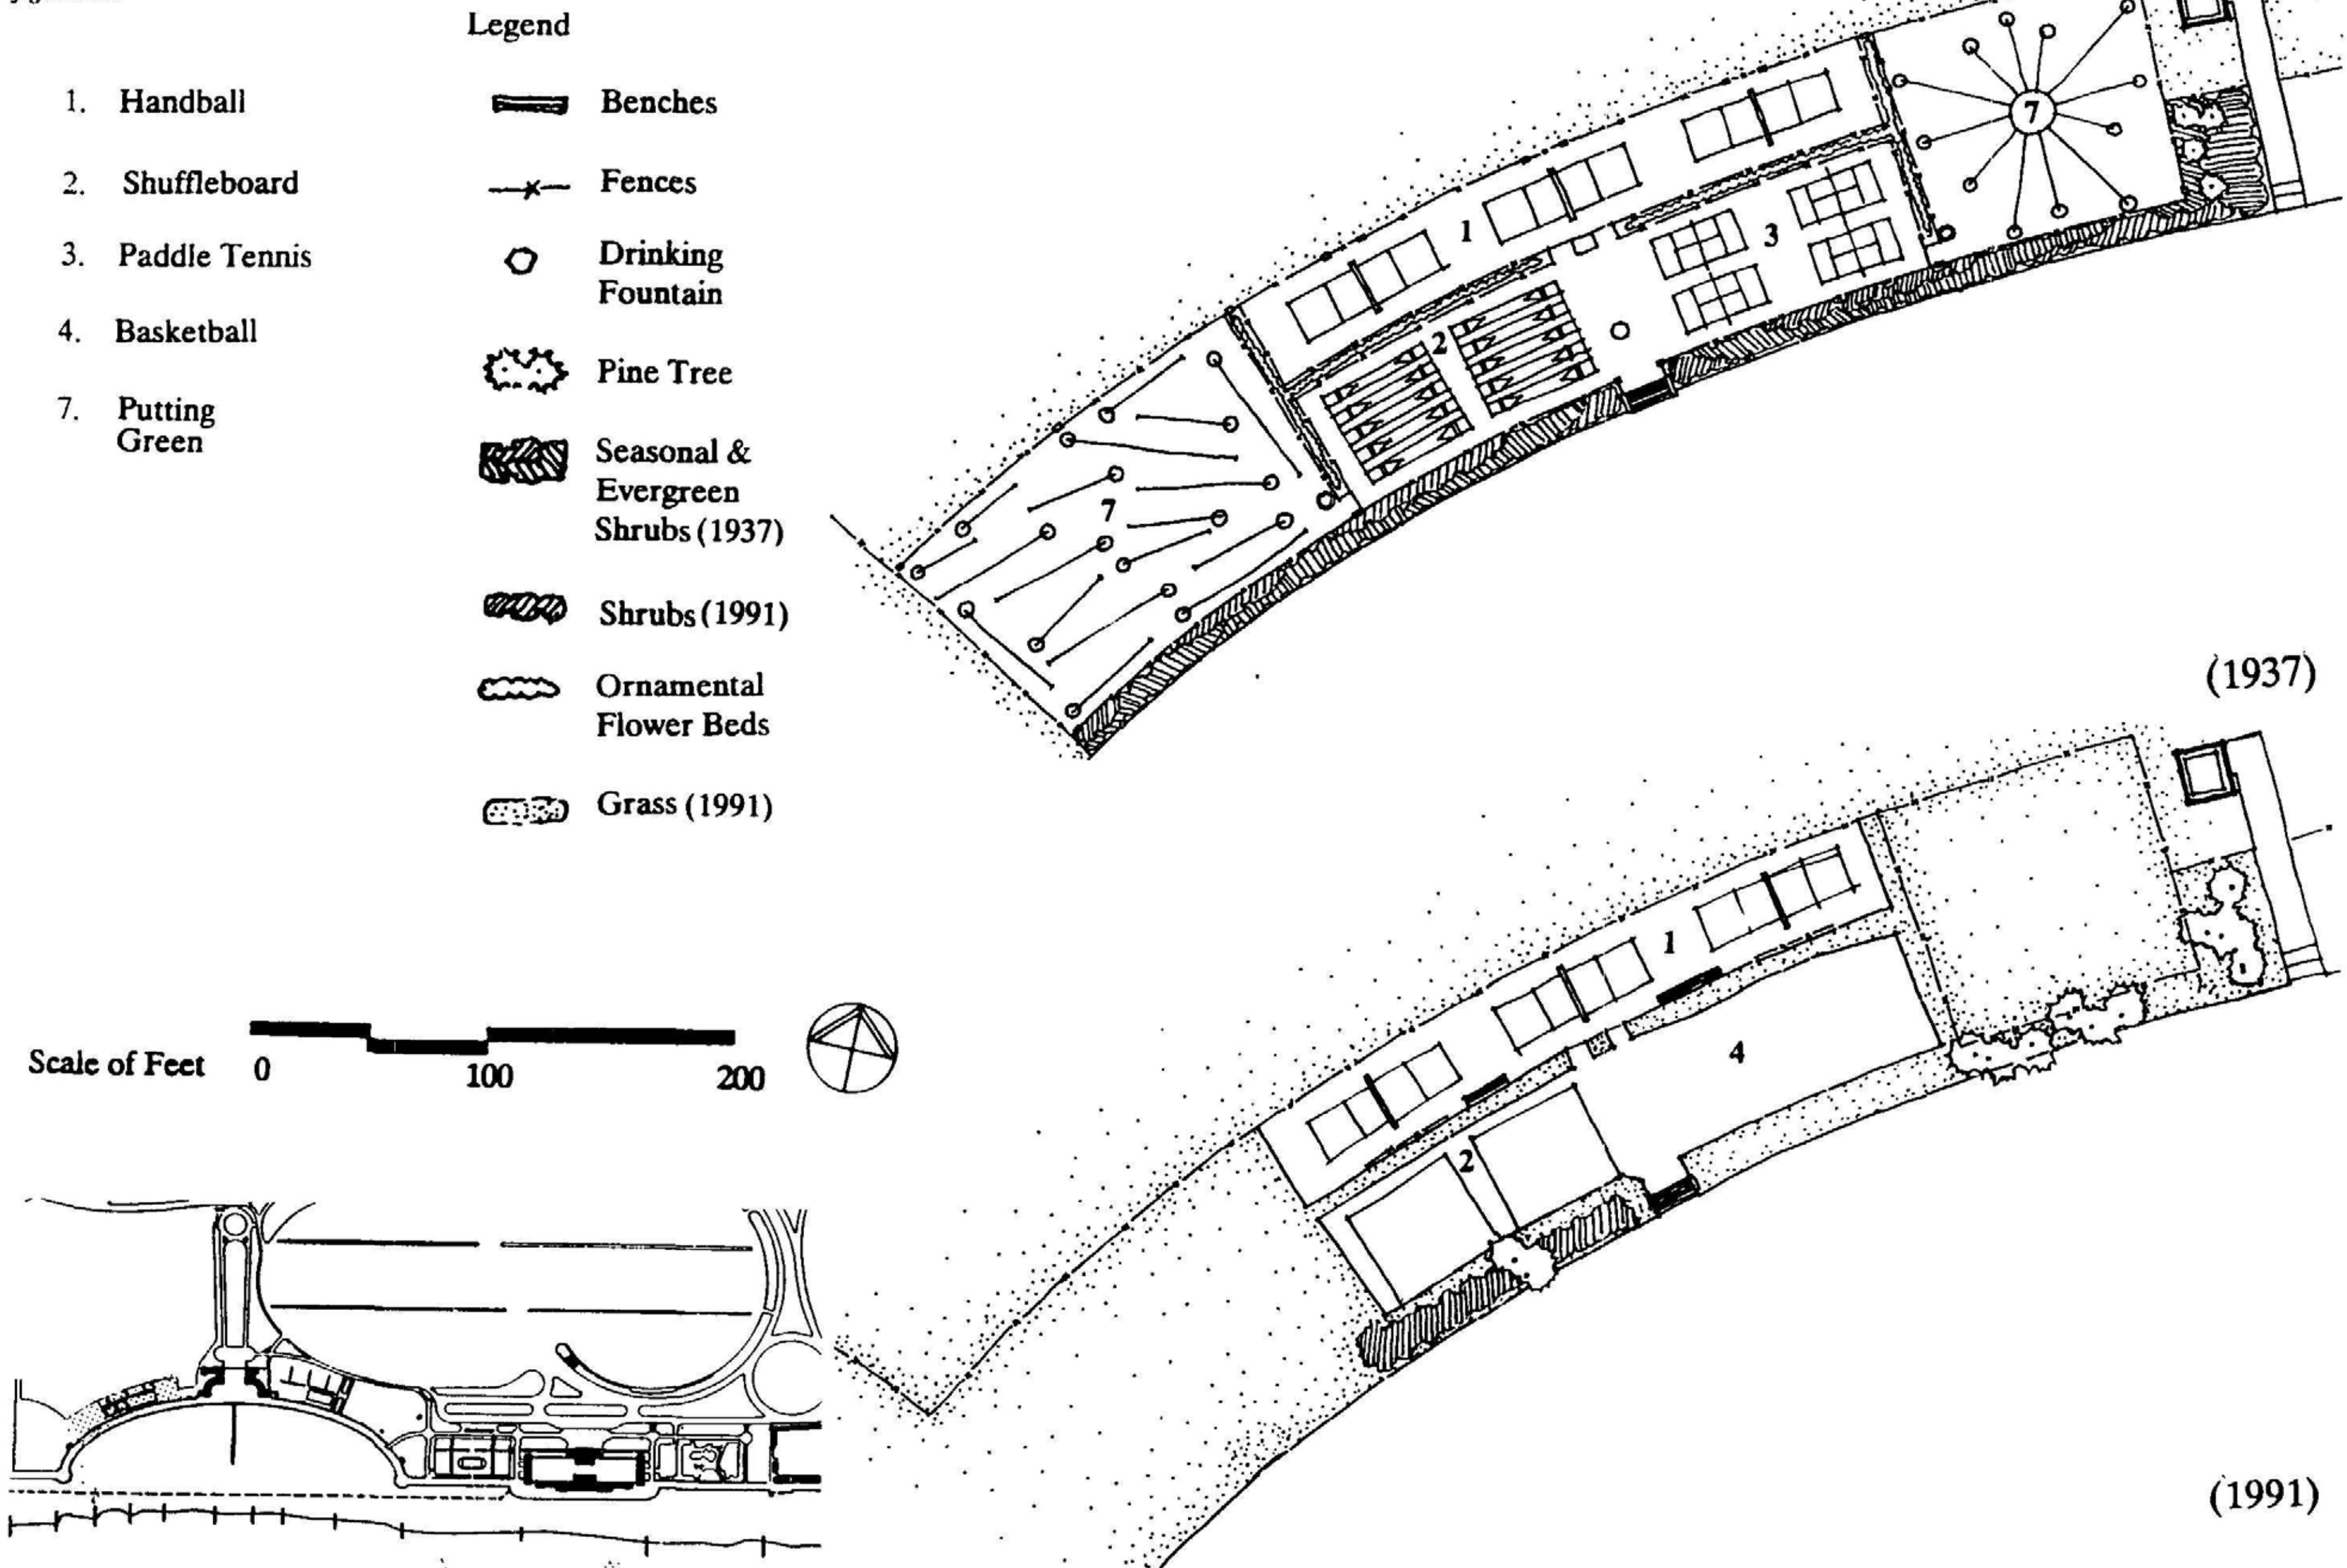 Legend
1. Handball
2. Shuffleboard
3. Paddle Tennis
4. Basketball
7. Putting
Green
Benches
Fences
Drinking
Fountain
Pine Tree
Seasonal &
Evergreen
Shrubs (1937)
Shrubs (1991)
Ornamental
Flower Beds
Grass (1991)
Scale of Feet 0 100 200
7
1
3
2
7
(1937)
1
4
2
(1991)